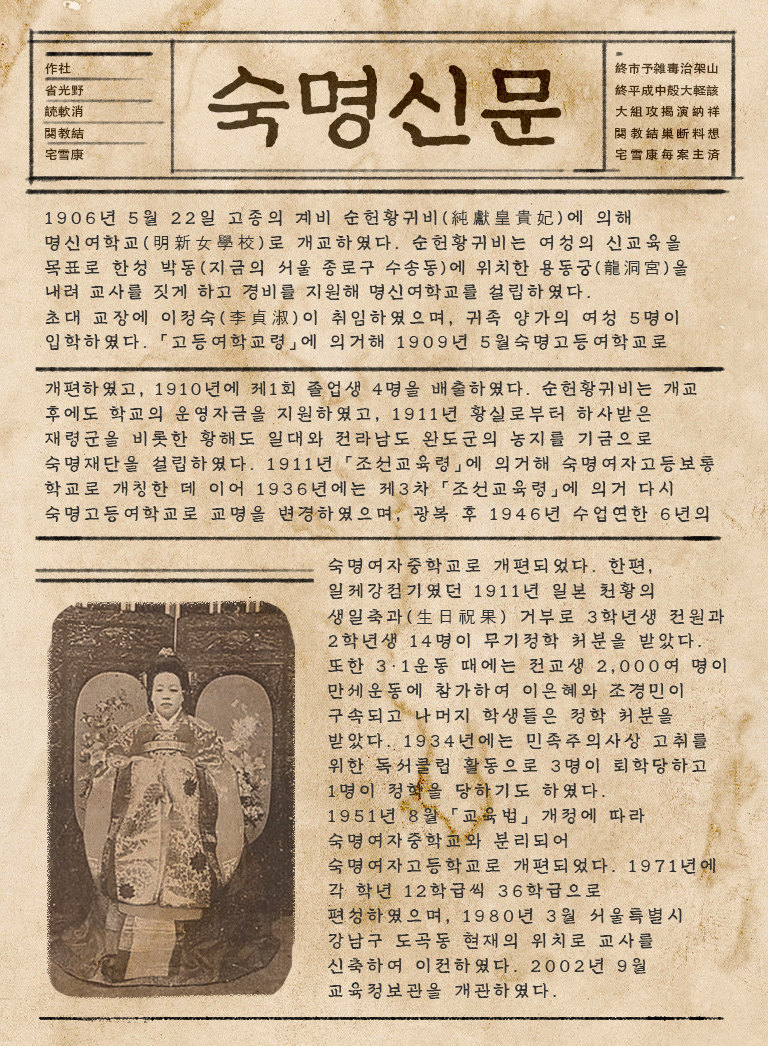 作社
省光野
読軟消
関教結
宅雪康
숙명신문
終市予雑毒治架山
終平成中殻大軽該
大組攻掲演納祥
関教結巣断料想
宅雪康毎案主済
1906년 5월 22일 고종의 계비 순헌황귀비(純獻皇貴妃)에 의해
명신여학교(明新女學校)로 개교하였다. 순헌황귀비는 여성의 신교육을
목표로 한성 박동(지금의 서울 종로구 수송동)에 위치한 용동궁(龍洞宮)을
내려 교사를 짓게 하고 경비를 지원해 명신여학교를 설립하였다.
초대 교장에 이정숙(李貞淑)이 취임하였으며, 귀족 양가의 여성 5명이
입학하였다. 「고등여학교령」에 의거해 1909년 5월숙명고등여학교로
개편하였고, 1910년에 제1회 졸업생 4명을 배출하였다. 순헌황귀비는 개교
후에도 학교의 운영자금을 지원하였고, 1911년 황실로부터 하사받은
재령군을 비롯한 황해도 일대와 전라남도 완도군의 농지를 기금으로
숙명재단을 설립하였다. 1911년 「조선교육령」에 의거해 숙명여자고등보통
학교로 개칭한 데 이어 1936년에는 제3차 「조선교육령」에 의거 다시
숙명고등여학교로 교명을 변경하였으며, 광복 후 1946년 수업연한 6년의
숙명여자중학교로 개편되었다. 한편,
일제강점기였던 1911년 일본 천황의
생일축과(生日祝果) 거부로 3학년생 전원과
2학년생 14명이 무기정학 처분을 받았다.
또한 3·1운동 때에는 전교생 2,000여 명이
만세운동에 참가하여 이은혜와 조경민이
구속되고 나머지 학생들은 정학 처분을
받았다. 1934년에는 민족주의사상 고취를
위한 독서클럽 활동으로 3명이 퇴학당하고
1명이 정학을 당하기도 하였다.
1951년 8월 「교육법」 개정에 따라
숙명여자중학교와 분리되어
숙명여자고등학교로 개편되었다. 1971년에
각 학년 12학급씩 36학급으로
편성하였으며, 1980년 3월 서울특별시
강남구 도곡동 현재의 위치로 교사를
신축하여 이전하였다. 2002년 9월
교육정보관을 개관하였다.